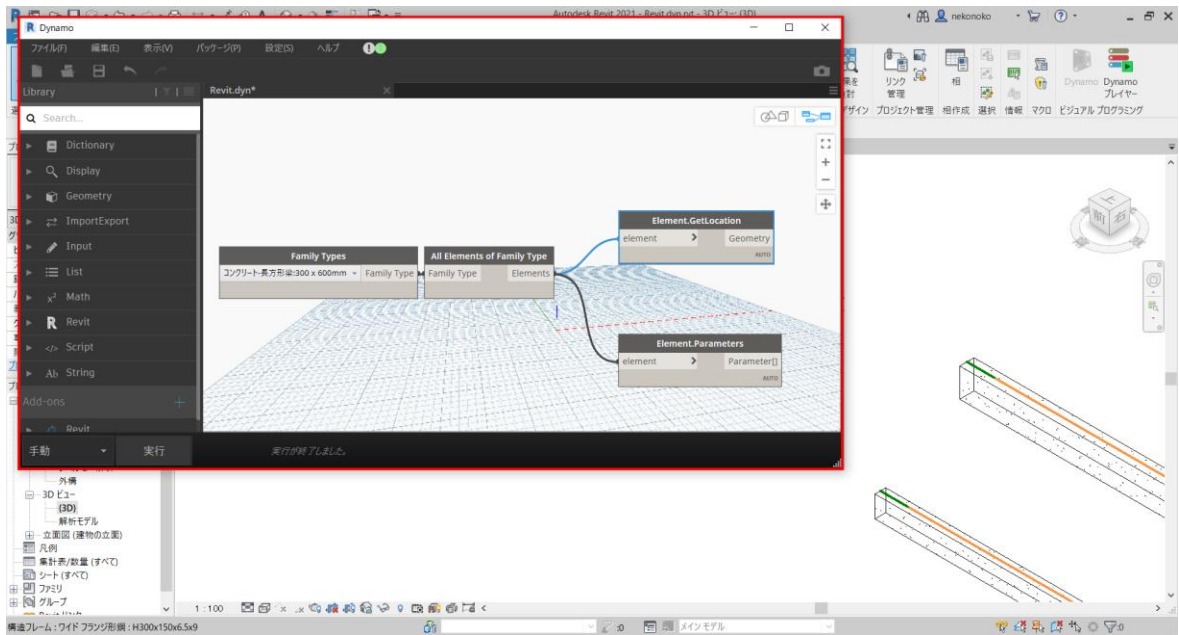 Autodesk Revit 2021 - Revit.dyn.rvt - 3D ビュー: {3D}
nekonoko
Dynamo
ファイル(F) 編集(E) 表示(V) パッケージ(P) 設定(S) ヘルプ
Library
Revit.dyn*
Search...
Dictionary
Display
Geometry
ImportExport
Input
List
Math
Revit
Script
String
Add-ons
Revit
手動
実行
実行が終了しました。
Family Types
コンクリート-長方形梁:300 x 600mm
Family Type
All Elements of Family Type
Family Type
Elements
Element.GetLocation
element
Geometry
AUTO
Element.Parameters
element
Parameter[]
AUTO
リンク管理
相
Dynamo
Dynamo プレイヤー
プロジェクト管理 相作成 選択 情報 マクロ ビジュアル プログラミング
上
前
右
外構
3D ビュー
{3D}
解析モデル
立面図 (建物の立面)
凡例
集計表/数量 (すべて)
シート (すべて)
ファミリ
グループ
1 : 100
構造フレーム : ワイド フランジ形鋼 : H300x150x6.5x9
:0
メイン モデル
:0